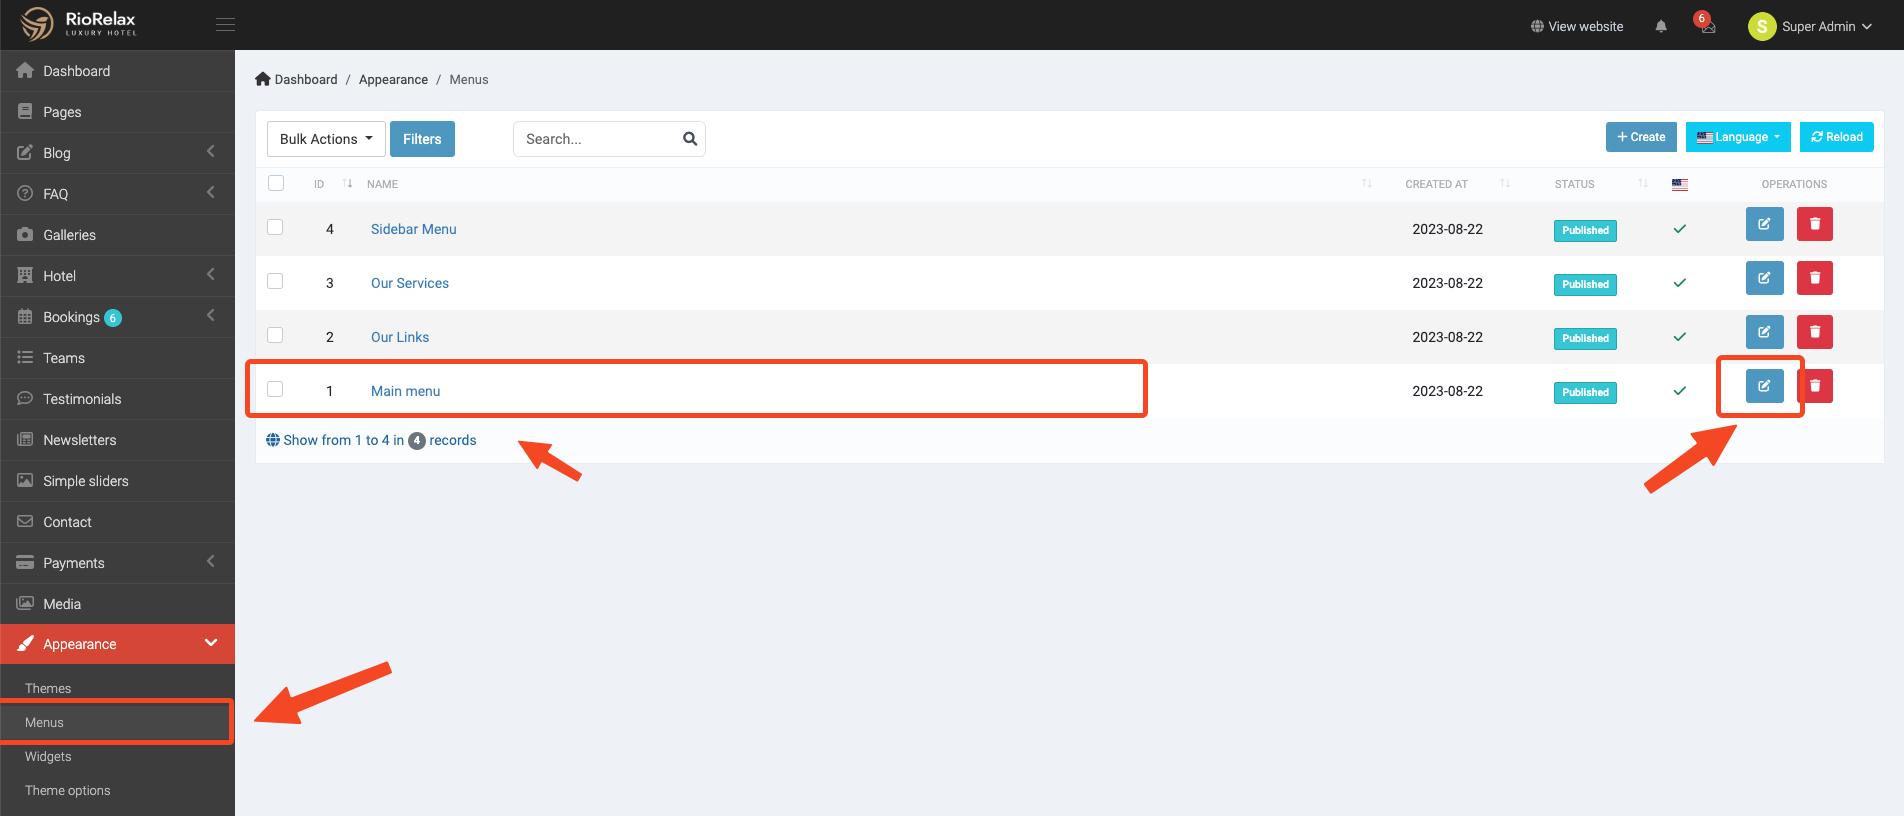 RioRelax
LUXURY HOTEL
View website
6
S
Super Admin
Dashboard
Pages
Blog
FAQ
Galleries
Hotel
Bookings 6
Teams
Testimonials
Newsletters
Simple sliders
Contact
Payments
Media
Appearance
Themes
Menus
Widgets
Theme options
Dashboard / Appearance / Menus
Bulk Actions
Filters
Search...
Create
Language
Reload
ID NAME CREATED AT STATUS OPERATIONS
4 Sidebar Menu 2023-08-22 Published
3 Our Services 2023-08-22 Published
2 Our Links 2023-08-22 Published
1 Main menu 2023-08-22 Published
Show from 1 to 4 in 4 records